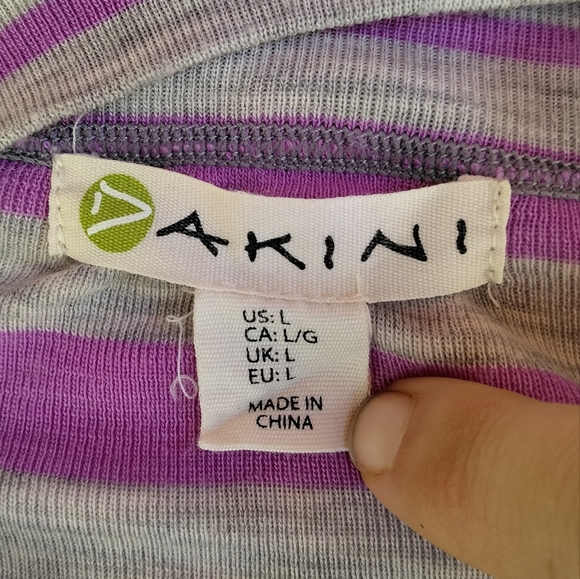 DAKINI
US: L
CA: L/G
UK: L
EU: L
MADE IN
CHINA